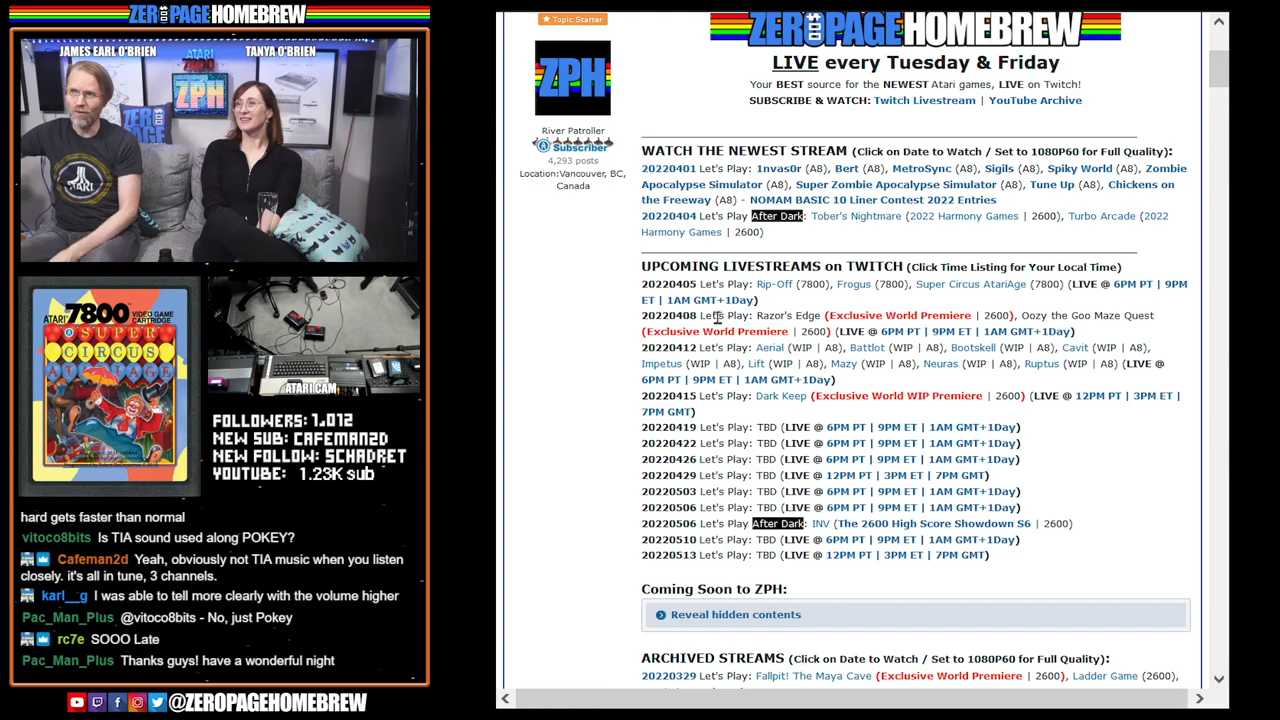 ZERO PAGE HOMEBREW
JAMES EARL O'BRIEN
TANYA O'BRIEN
ATARI
ZPH
ATARI
ATARI 7800 VIDEO GAME CARTRIDGE
SUPER
CIRCUS
ATARIAGE
ATARI CAM
FOLLOWERS: 1,012
NEW SUB: CAFEMAN2D
NEW FOLLOW: SCHADRET
YOUTUBE: 1.23K sub
hard gets faster than normal
vitoco8bits Is TIA sound used along POKEY?
Cafeman2d Yeah, obviously not TIA music when you listen
closely. it's all in tune, 3 channels.
karl__g I was able to tell more clearly with the volume higher
Pac_Man_Plus @vitoco8bits - No, just Pokey
rc7e SOOO Late
Pac_Man_Plus Thanks guys! have a wonderful night
@ZEROPAGEHOMEBREW
Topic Starter
ZPH
River Patroller
Subscriber
4,293 posts
Location:Vancouver, BC,
Canada
ZEROPAGEHOMEBREW
LIVE every Tuesday & Friday
Your BEST source for the NEWEST Atari games, LIVE on Twitch!
SUBSCRIBE & WATCH: Twitch Livestream | YouTube Archive
WATCH THE NEWEST STREAM (Click on Date to Watch / Set to 1080P60 for Full Quality):
20220401 Let's Play: 1nvas0r (A8), Bert (A8), MetroSync (A8), Sigils (A8), Spiky World (A8), Zombie
Apocalypse Simulator (A8), Super Zombie Apocalypse Simulator (A8), Tune Up (A8), Chickens on
the Freeway (A8) - NOMAM BASIC 10 Liner Contest 2022 Entries
20220404 Let's Play After Dark: Tober's Nightmare (2022 Harmony Games | 2600), Turbo Arcade (2022
Harmony Games | 2600)
UPCOMING LIVESTREAMS on TWITCH (Click Time Listing for Your Local Time)
20220405 Let's Play: Rip-Off (7800), Frogus (7800), Super Circus AtariAge (7800) (LIVE @ 6PM PT | 9PM
ET | 1AM GMT+1Day)
20220408 Let's Play: Razor's Edge (Exclusive World Premiere | 2600), Oozy the Goo Maze Quest
(Exclusive World Premiere | 2600) (LIVE @ 6PM PT | 9PM ET | 1AM GMT+1Day)
20220412 Let's Play: Aerial (WIP | A8), Battlot (WIP | A8), Bootskell (WIP | A8), Cavit (WIP | A8),
Impetus (WIP | A8), Lift (WIP | A8), Mazy (WIP | A8), Neuras (WIP | A8), Ruptus (WIP | A8) (LIVE @
6PM PT | 9PM ET | 1AM GMT+1Day)
20220415 Let's Play: Dark Keep (Exclusive World WIP Premiere | 2600) (LIVE @ 12PM PT | 3PM ET |
7PM GMT)
20220419 Let's Play: TBD (LIVE @ 6PM PT | 9PM ET | 1AM GMT+1Day)
20220422 Let's Play: TBD (LIVE @ 6PM PT | 9PM ET | 1AM GMT+1Day)
20220426 Let's Play: TBD (LIVE @ 6PM PT | 9PM ET | 1AM GMT+1Day)
20220429 Let's Play: TBD (LIVE @ 12PM PT | 3PM ET | 7PM GMT)
20220503 Let's Play: TBD (LIVE @ 6PM PT | 9PM ET | 1AM GMT+1Day)
20220506 Let's Play: TBD (LIVE @ 6PM PT | 9PM ET | 1AM GMT+1Day)
20220506 Let's Play After Dark: INV (The 2600 High Score Showdown S6 | 2600)
20220510 Let's Play: TBD (LIVE @ 6PM PT | 9PM ET | 1AM GMT+1Day)
20220513 Let's Play: TBD (LIVE @ 12PM PT | 3PM ET | 7PM GMT)
Coming Soon to ZPH:
Reveal hidden contents
ARCHIVED STREAMS (Click on Date to Watch / Set to 1080P60 for Full Quality):
20220329 Fallpit! The Maya Cave (Exclusive World Premiere | 2600), Ladder Game (2600),